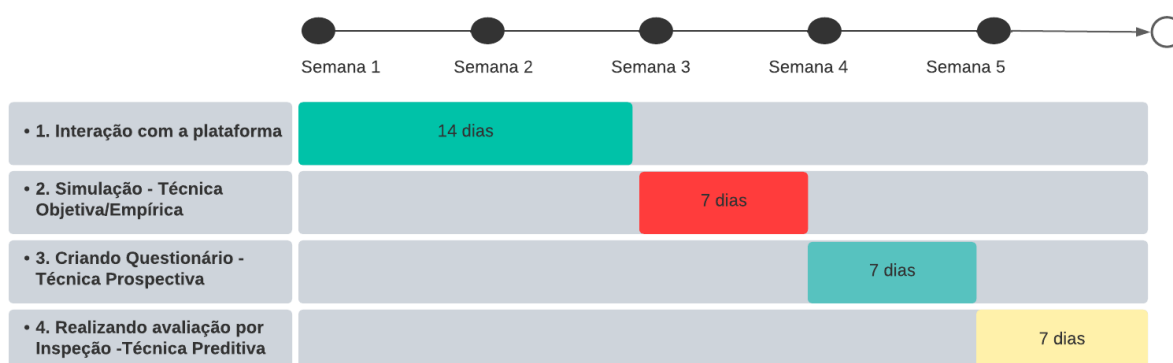 Semana 1
Semana 2
Semana 3
Semana 4
Semana 5
• 1. Interação com a plataforma
14 dias
• 2. Simulação - Técnica
Objetiva/Empírica
7 dias
• 3. Criando Questionário -
Técnica Prospectiva
7 dias
• 4. Realizando avaliação por
Inspeção -Técnica Preditiva
7 dias